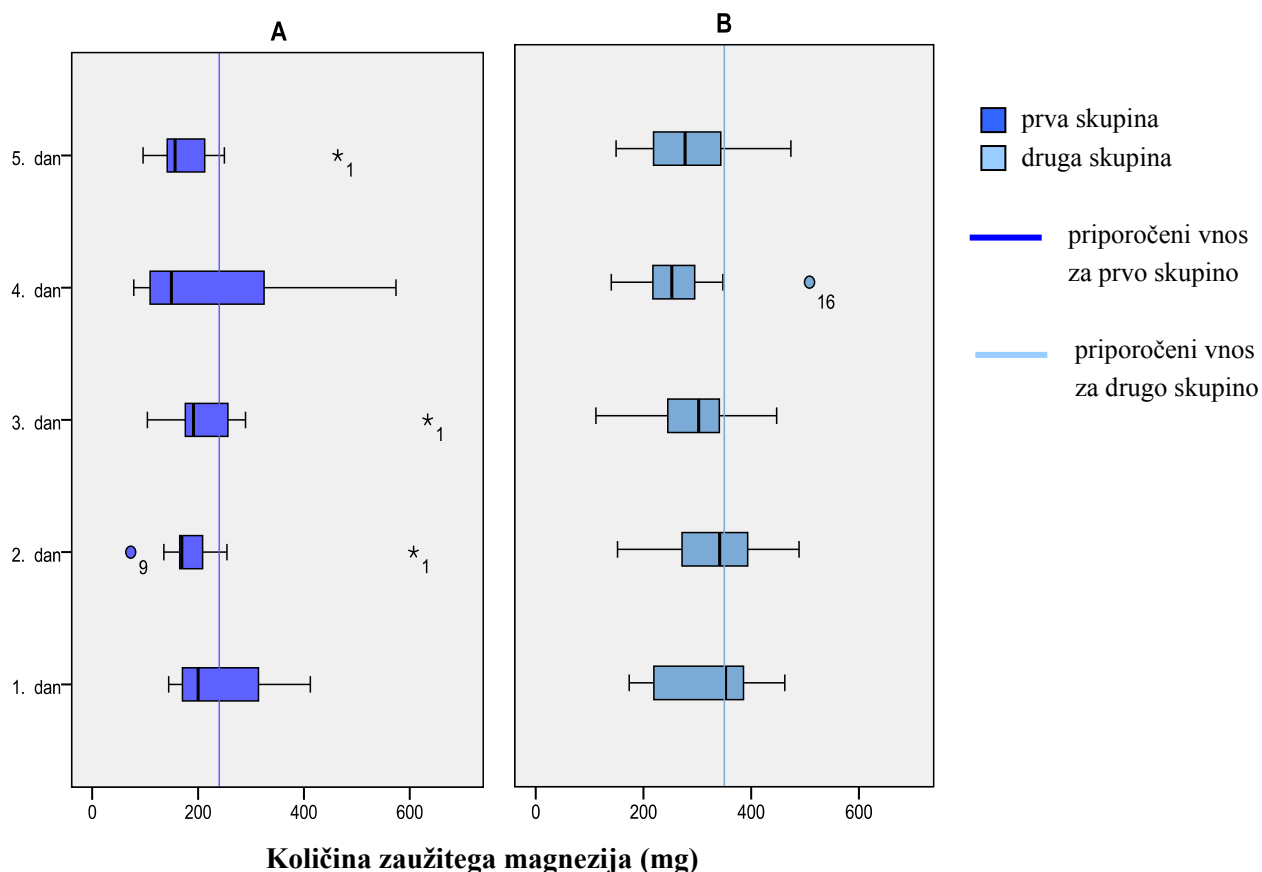 A
B
5. dan
1
4. dan
16
3. dan
1
2. dan
9
1
1. dan
0
200
400
600
0
200
400
600
Količina zaužitega magnezija (mg)
prva skupina
druga skupina
priporočeni vnos
za prvo skupino
priporočeni vnos
za drugo skupino